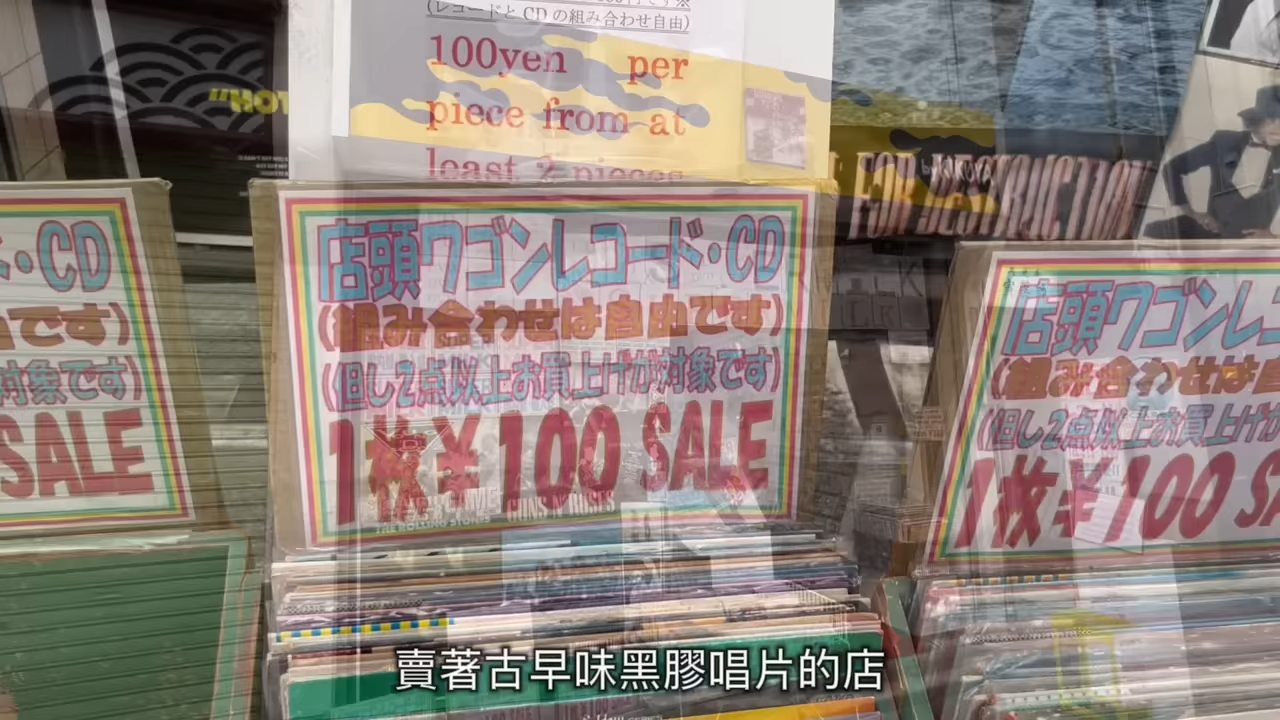 (レコードとCDの組み合わせ自由)
100yen per
piece from at
least 2 pieces
FOR DESTRUCTION
・CD
です)
対象です)
SALE
店頭ワゴンレコード・CD
(組み合わせは自由です)
(但し2点以上お買上げが対象です)
1枚¥100 SALE
THE ROLLING STONES
GUNS N' ROSES
店頭ワゴンレコ
(組み合わせは自
(但し2点以上お買上げが
1枚¥100 SA
賣著古早味黑膠唱片的店